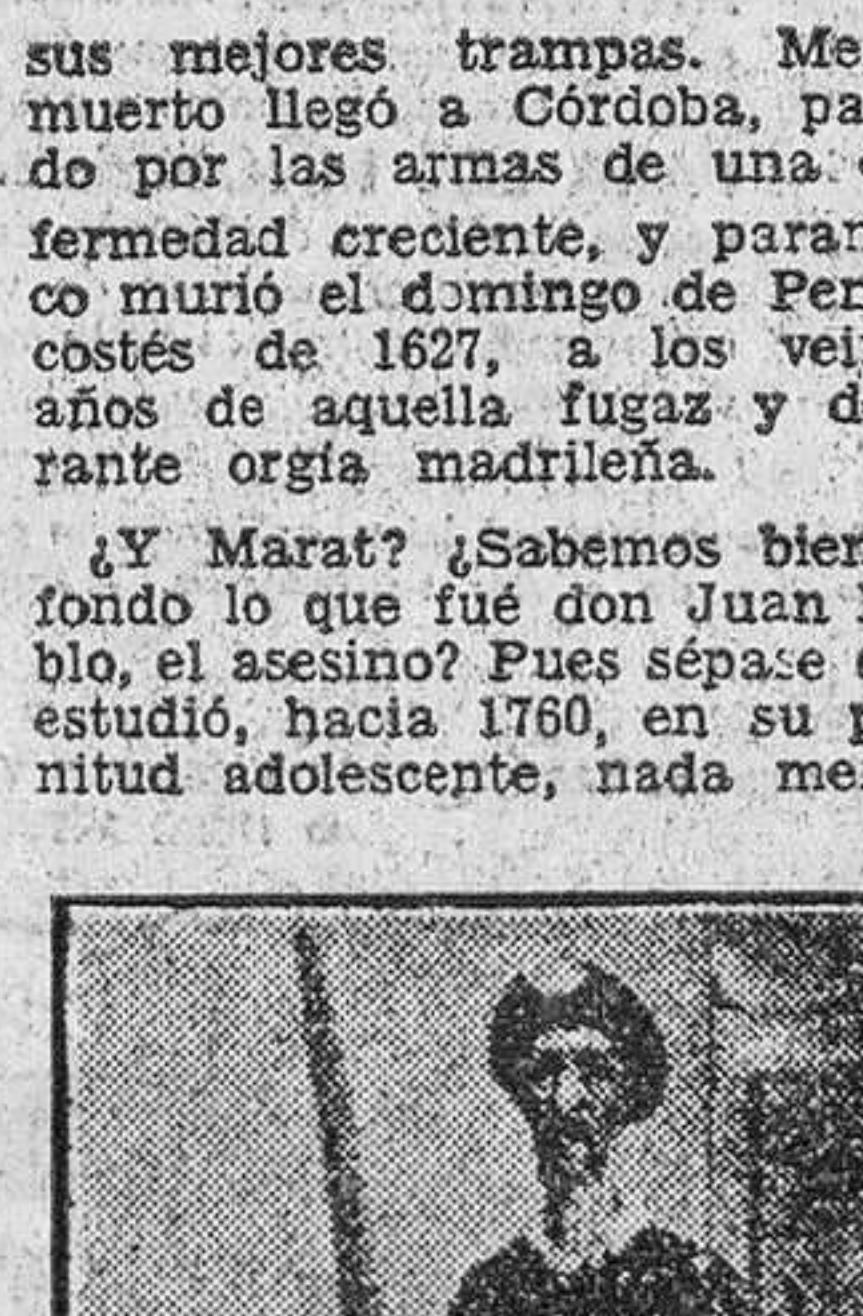 sus mejores trampas. Me
muerto llegó a Córdoba, pa
do por las armas de una
fermedad creciente, y paran
co murió el domingo de Pen
costés de 1627, a los vein
años de aquella fugaz y d
rante orgía madrileña.
¿Y Marat? ¿Sabemos bien
fondo lo que fué don Juan
blo, el asesino? Pues sépase
estudió, hacia 1760, en su p
nitud adolescente, nada me